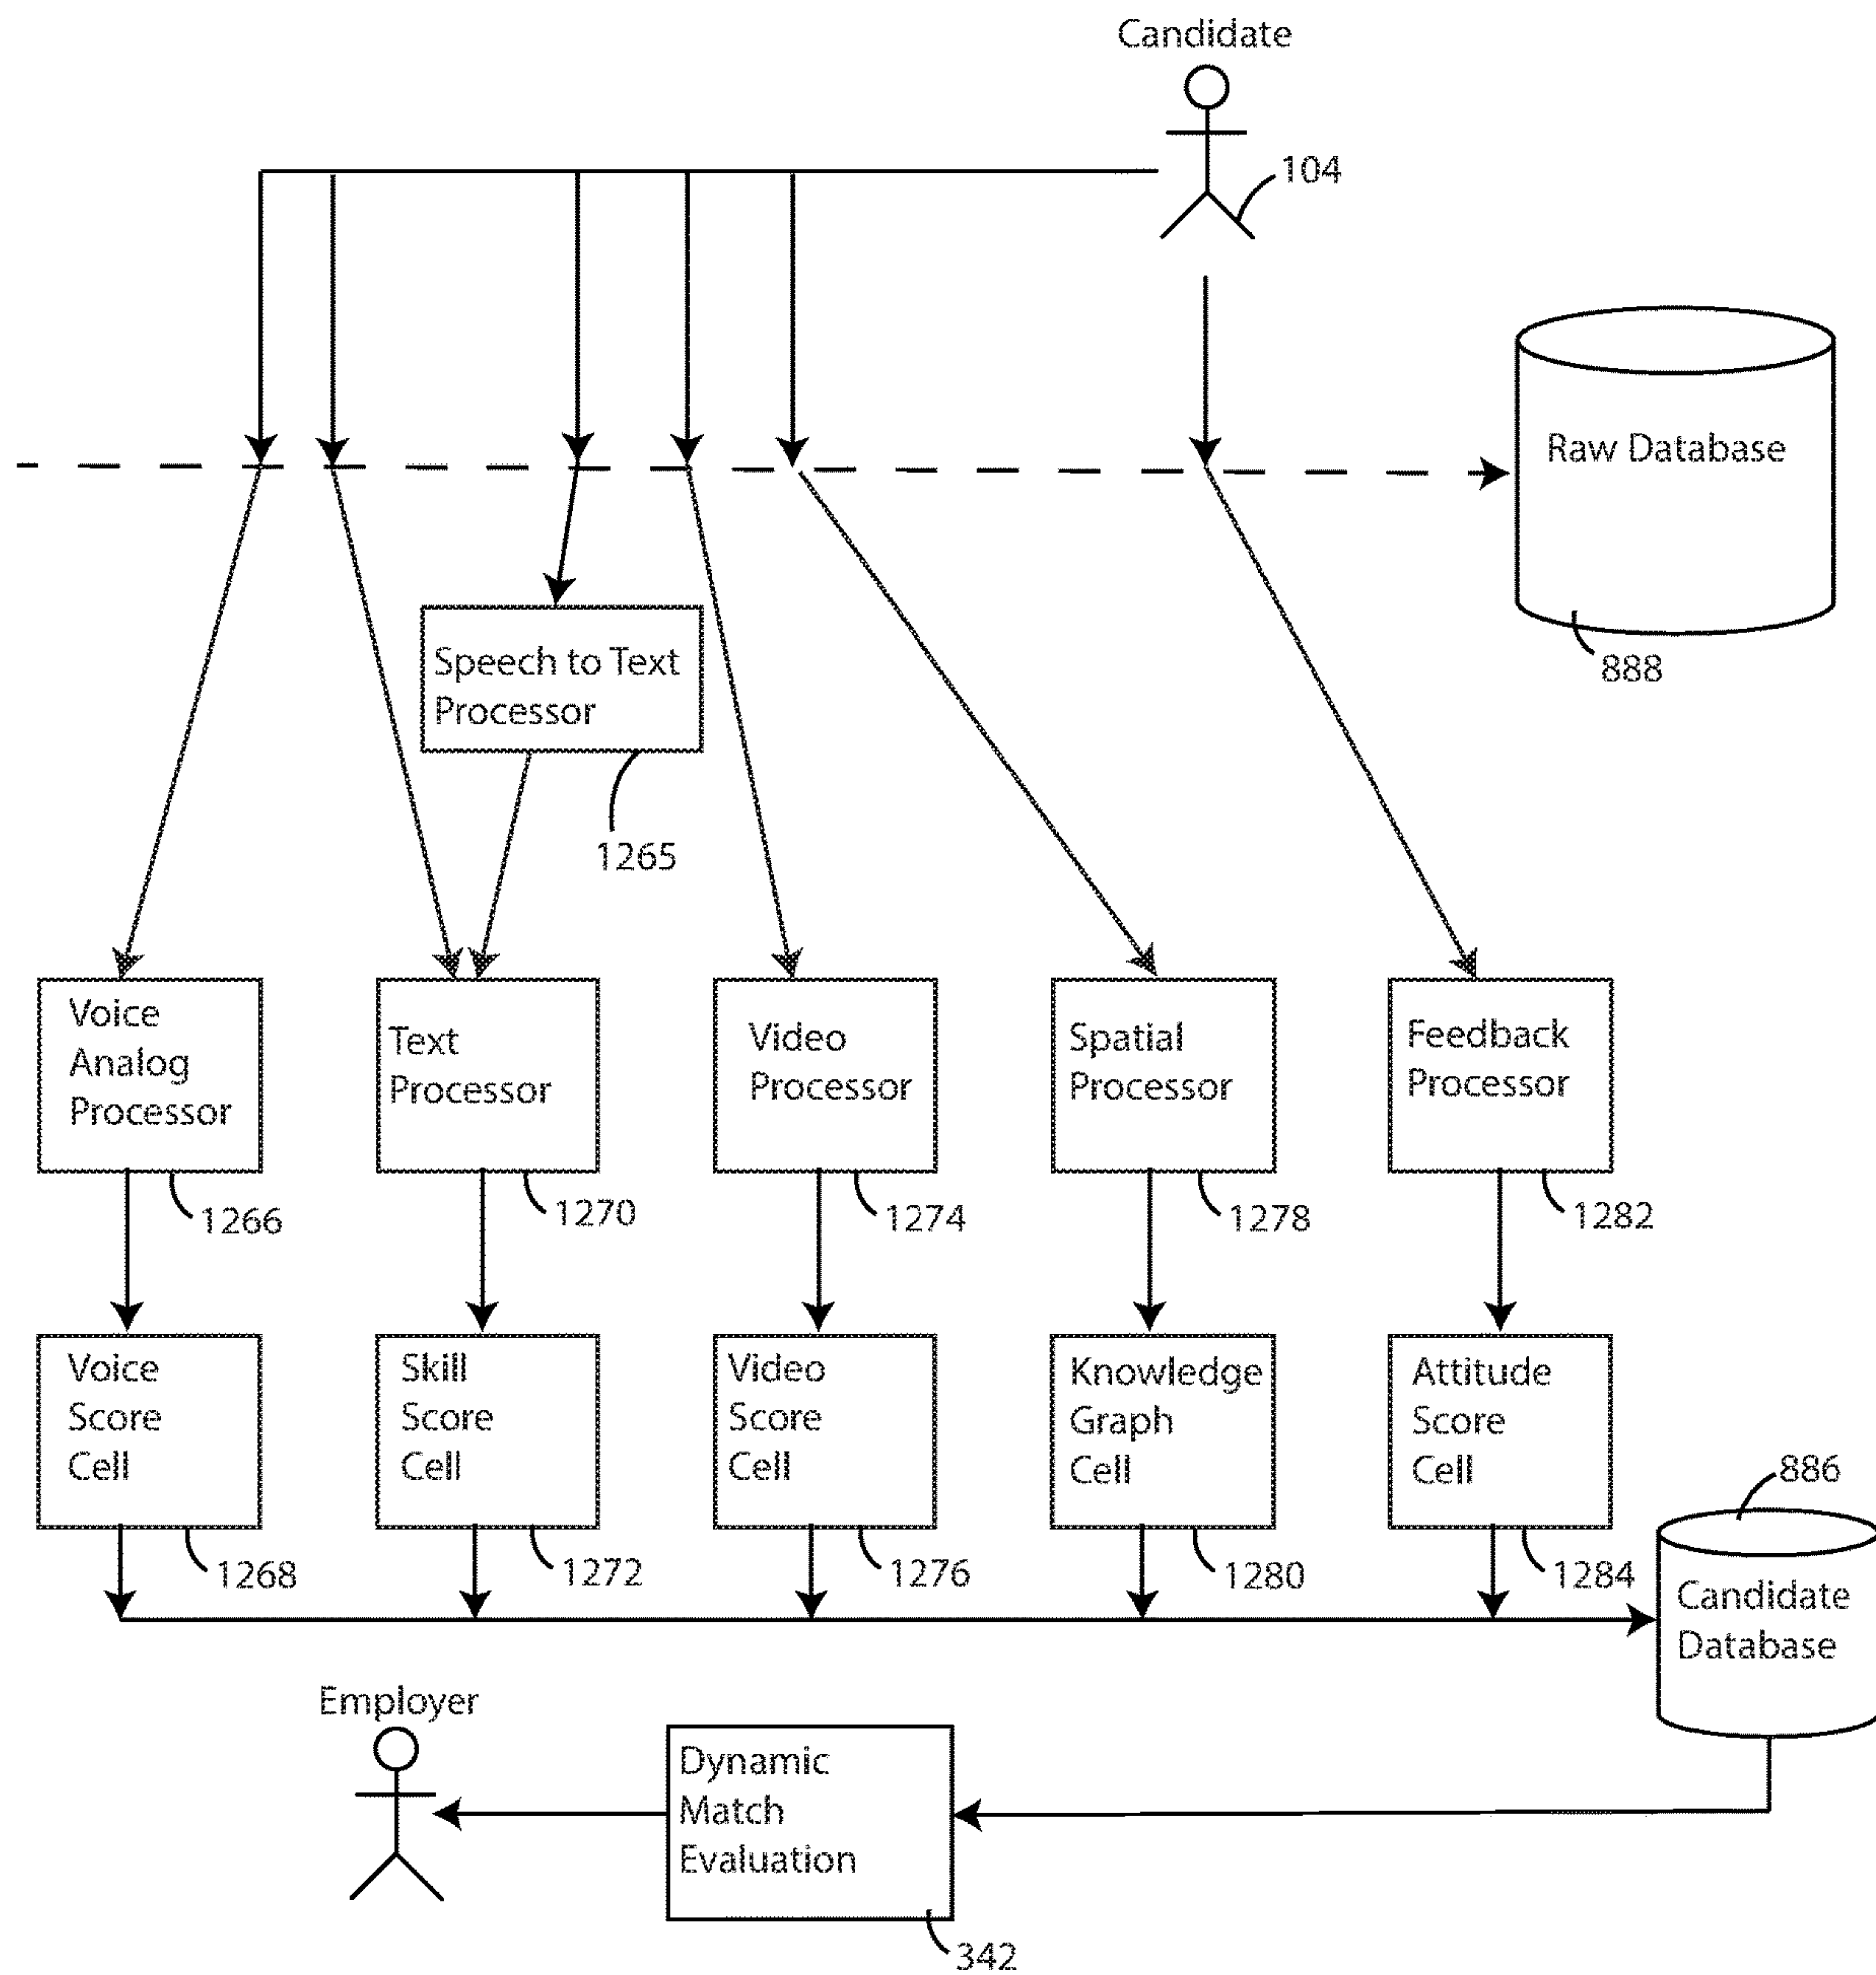 Candidate
104
Raw Database
888
Speech to Text
Processor
1265
Voice
Analog
Processor
1266
Text
Processor
1270
Video
Processor
1274
Spatial
Processor
1278
Feedback
Processor
1282
Voice
Score
Cell
1268
Skill
Score
Cell
1272
Video
Score
Cell
1276
Knowledge
Graph
Cell
1280
Attitude
Score
Cell
1284
886
Candidate
Database
Employer
Dynamic
Match
Evaluation
342